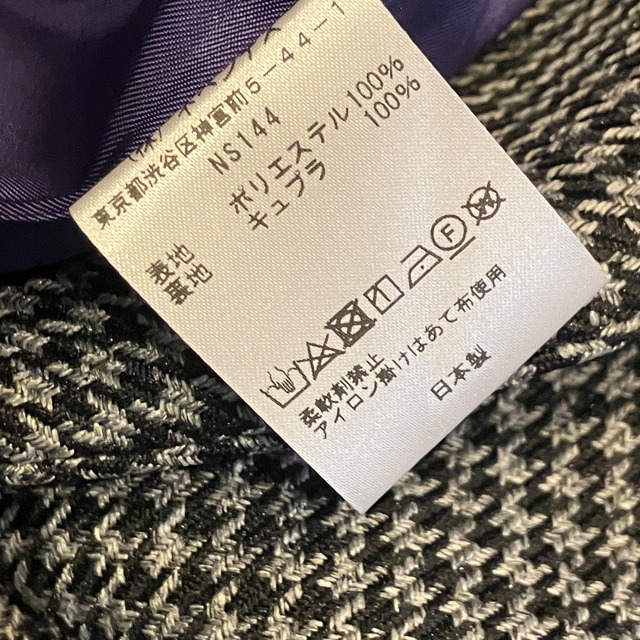 東京都渋谷区神宮前5-44-1
NS144
表地 ポリエステル100%
裏地 キュプラ 100%
柔軟剤禁止
アイロン掛けはあて布使用
日本製